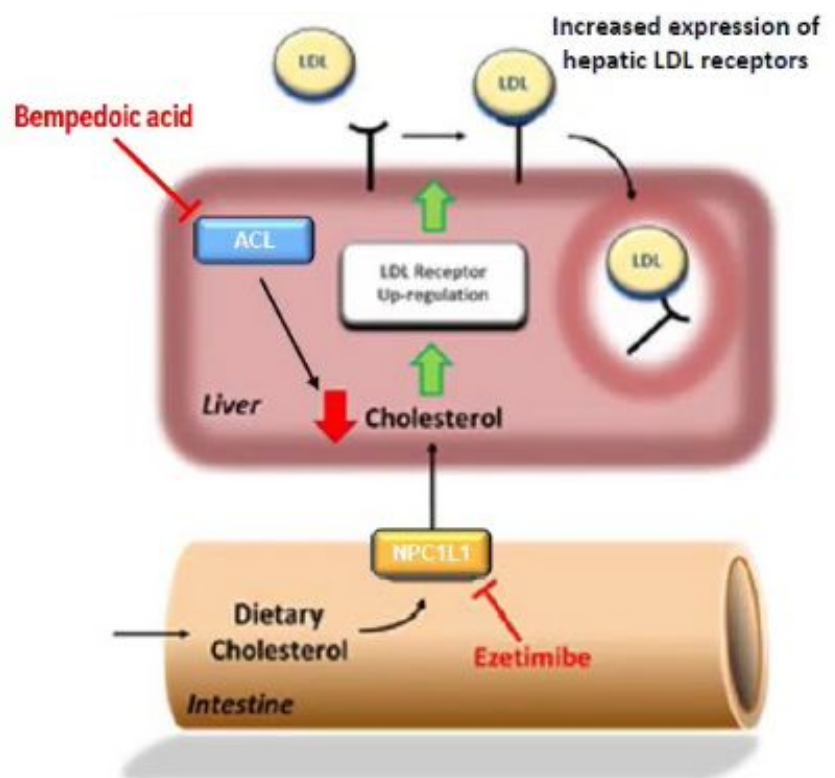 Increased expression of
hepatic LDL receptors
LDL
LDL
Bempedoic acid
ACL
LDL
LDL Receptor
Up-regulation
Liver
Cholesterol
NPC1L1
Dietary
Cholesterol
Ezetimibe
Intestine